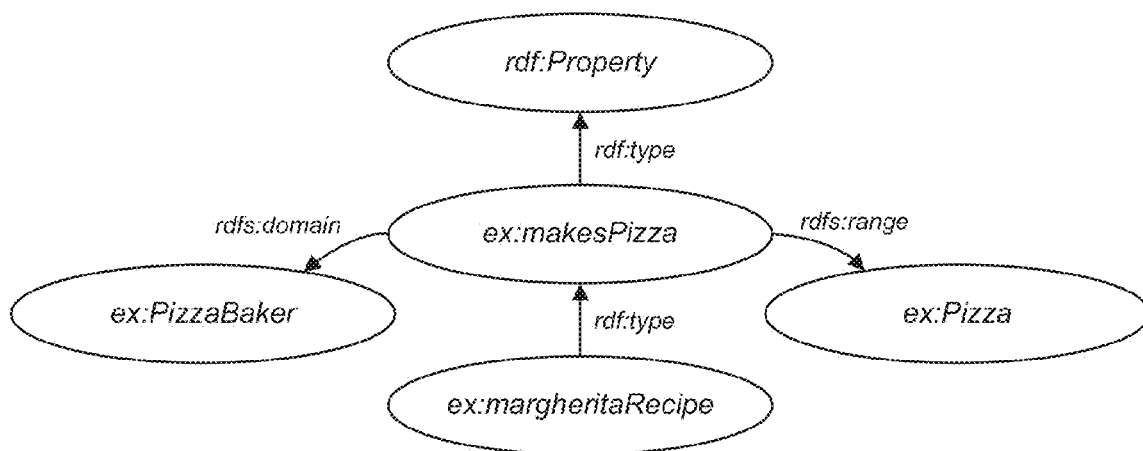 rdf:Property
rdf:type
rdfs:domain
ex:makesPizza
rdfs:range
ex:PizzaBaker
rdf:type
ex:Pizza
ex:margheritaRecipe